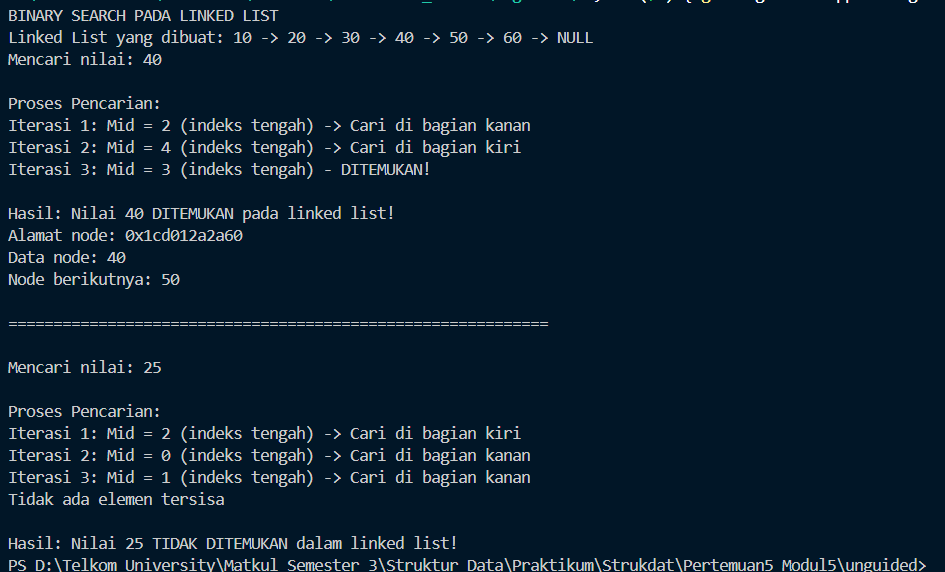 BINARY SEARCH PADA LINKED LIST
Linked List yang dibuat: 10 -> 20 -> 30 -> 40 -> 50 -> 60 -> NULL
Mencari nilai: 40
Proses Pencarian:
Iterasi 1: Mid = 2 (indeks tengah) -> Cari di bagian kanan
Iterasi 2: Mid = 4 (indeks tengah) -> Cari di bagian kiri
Iterasi 3: Mid = 3 (indeks tengah) - DITEMUKAN!
Hasil: Nilai 40 DITEMUKAN pada linked list!
Alamat node: 0x1cd012a2a60
Data node: 40
Node berikutnya: 50
============================================================
Mencari nilai: 25
Proses Pencarian:
Iterasi 1: Mid = 2 (indeks tengah) -> Cari di bagian kiri
Iterasi 2: Mid = 0 (indeks tengah) -> Cari di bagian kanan
Iterasi 3: Mid = 1 (indeks tengah) -> Cari di bagian kanan
Tidak ada elemen tersisa
Hasil: Nilai 25 TIDAK DITEMUKAN dalam linked list!
PS D:\Telkom University\Matkul Semester 3\Struktur Data\Praktikum\Strukdat\Pertemuan5_Modul5\unguided>